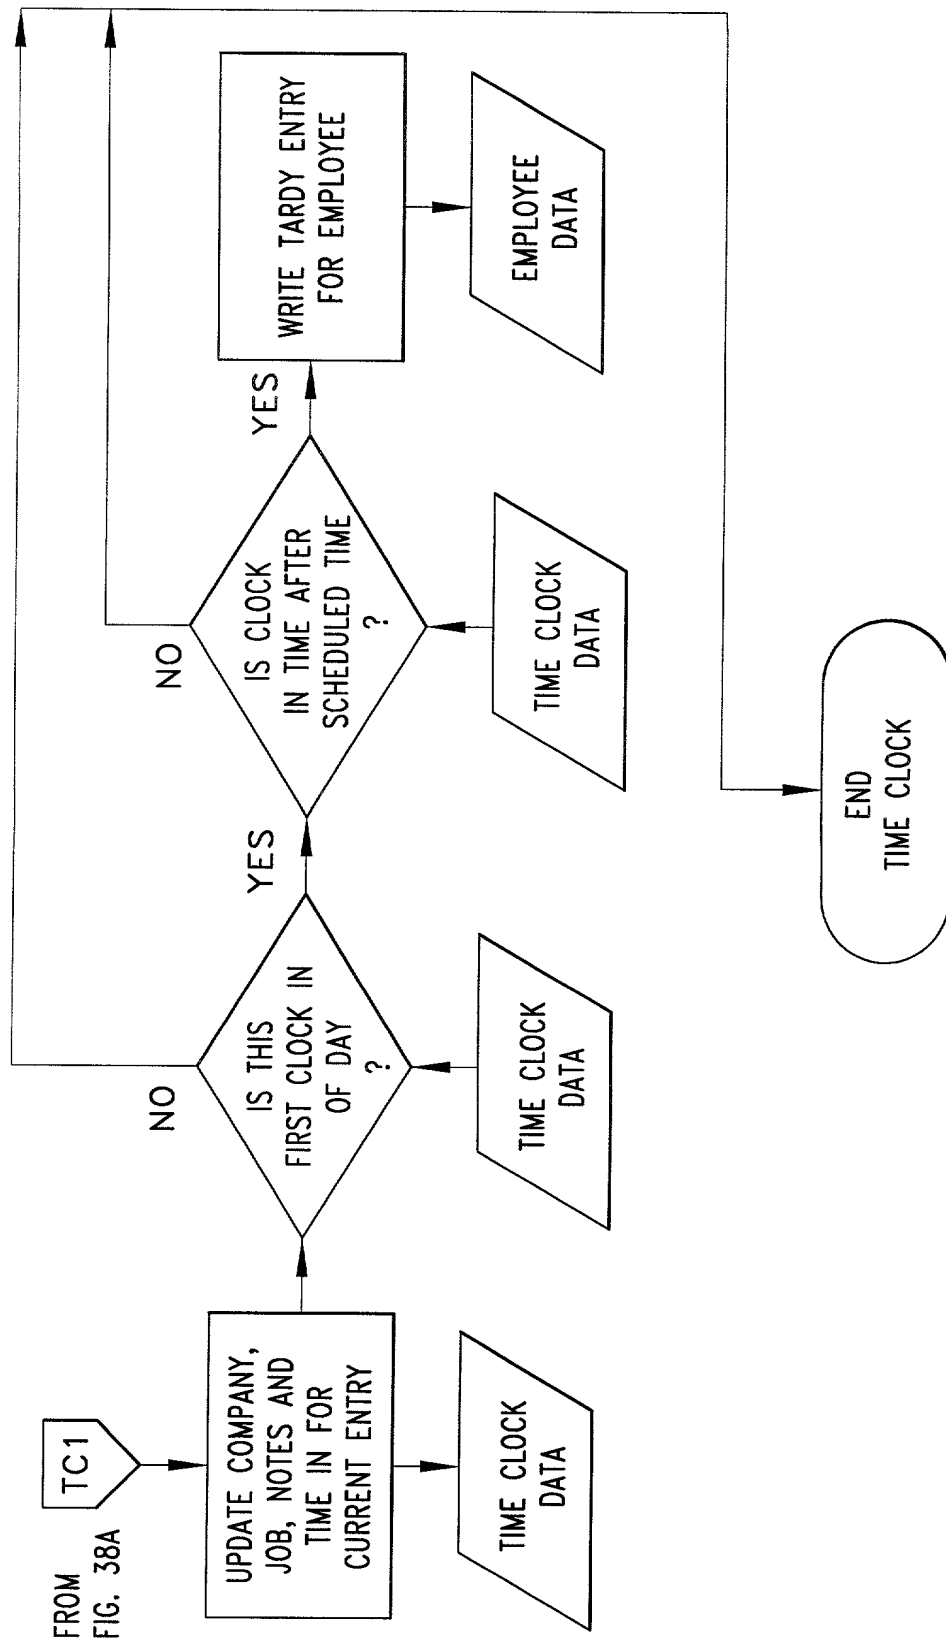 FROM
FIG. 38A
TC1
UPDATE COMPANY,
JOB, NOTES AND
TIME IN FOR
CURRENT ENTRY
TIME CLOCK
DATA
NO
IS THIS
FIRST CLOCK IN
OF DAY
?
YES
TIME CLOCK
DATA
NO
IS CLOCK
IN TIME AFTER
SCHEDULED TIME
?
YES
TIME CLOCK
DATA
WRITE TARDY ENTRY
FOR EMPLOYEE
EMPLOYEE
DATA
END
TIME CLOCK